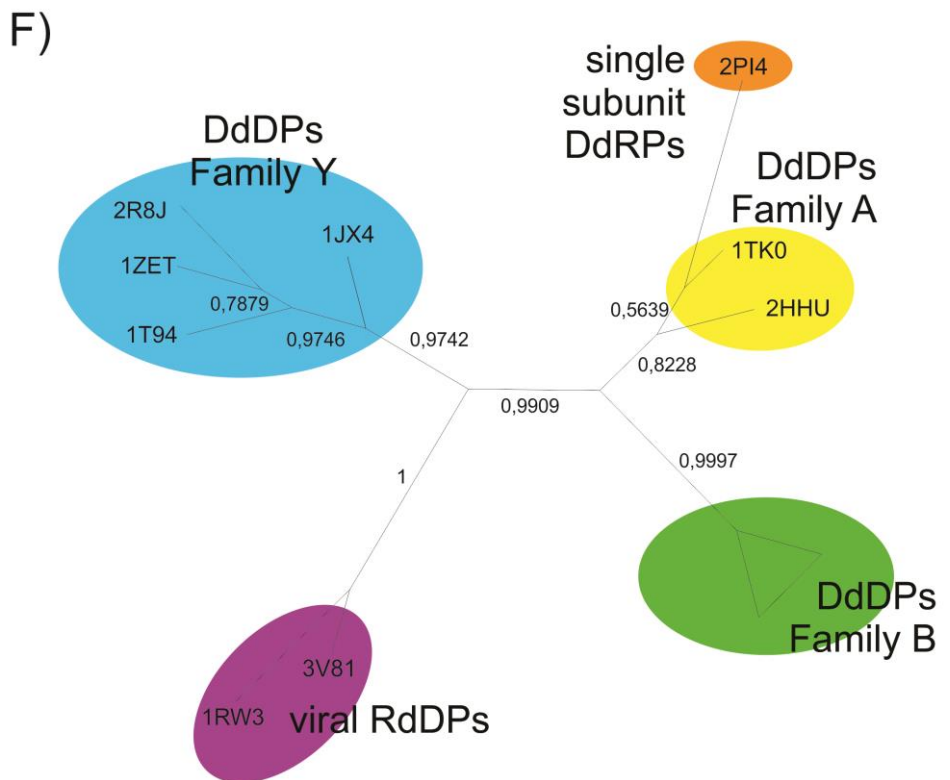 F)
single
subunit
DdRPs
2PI4
DdDPs
Family Y
2R8J
1JX4
1ZET
1T94
0,7879
0,9746
0,9742
DdDPs
Family A
1TK0
2HHU
0,5639
0,8228
0,9909
0,9997
1
DdDPs
Family B
3V81
1RW3
viral RdDPs